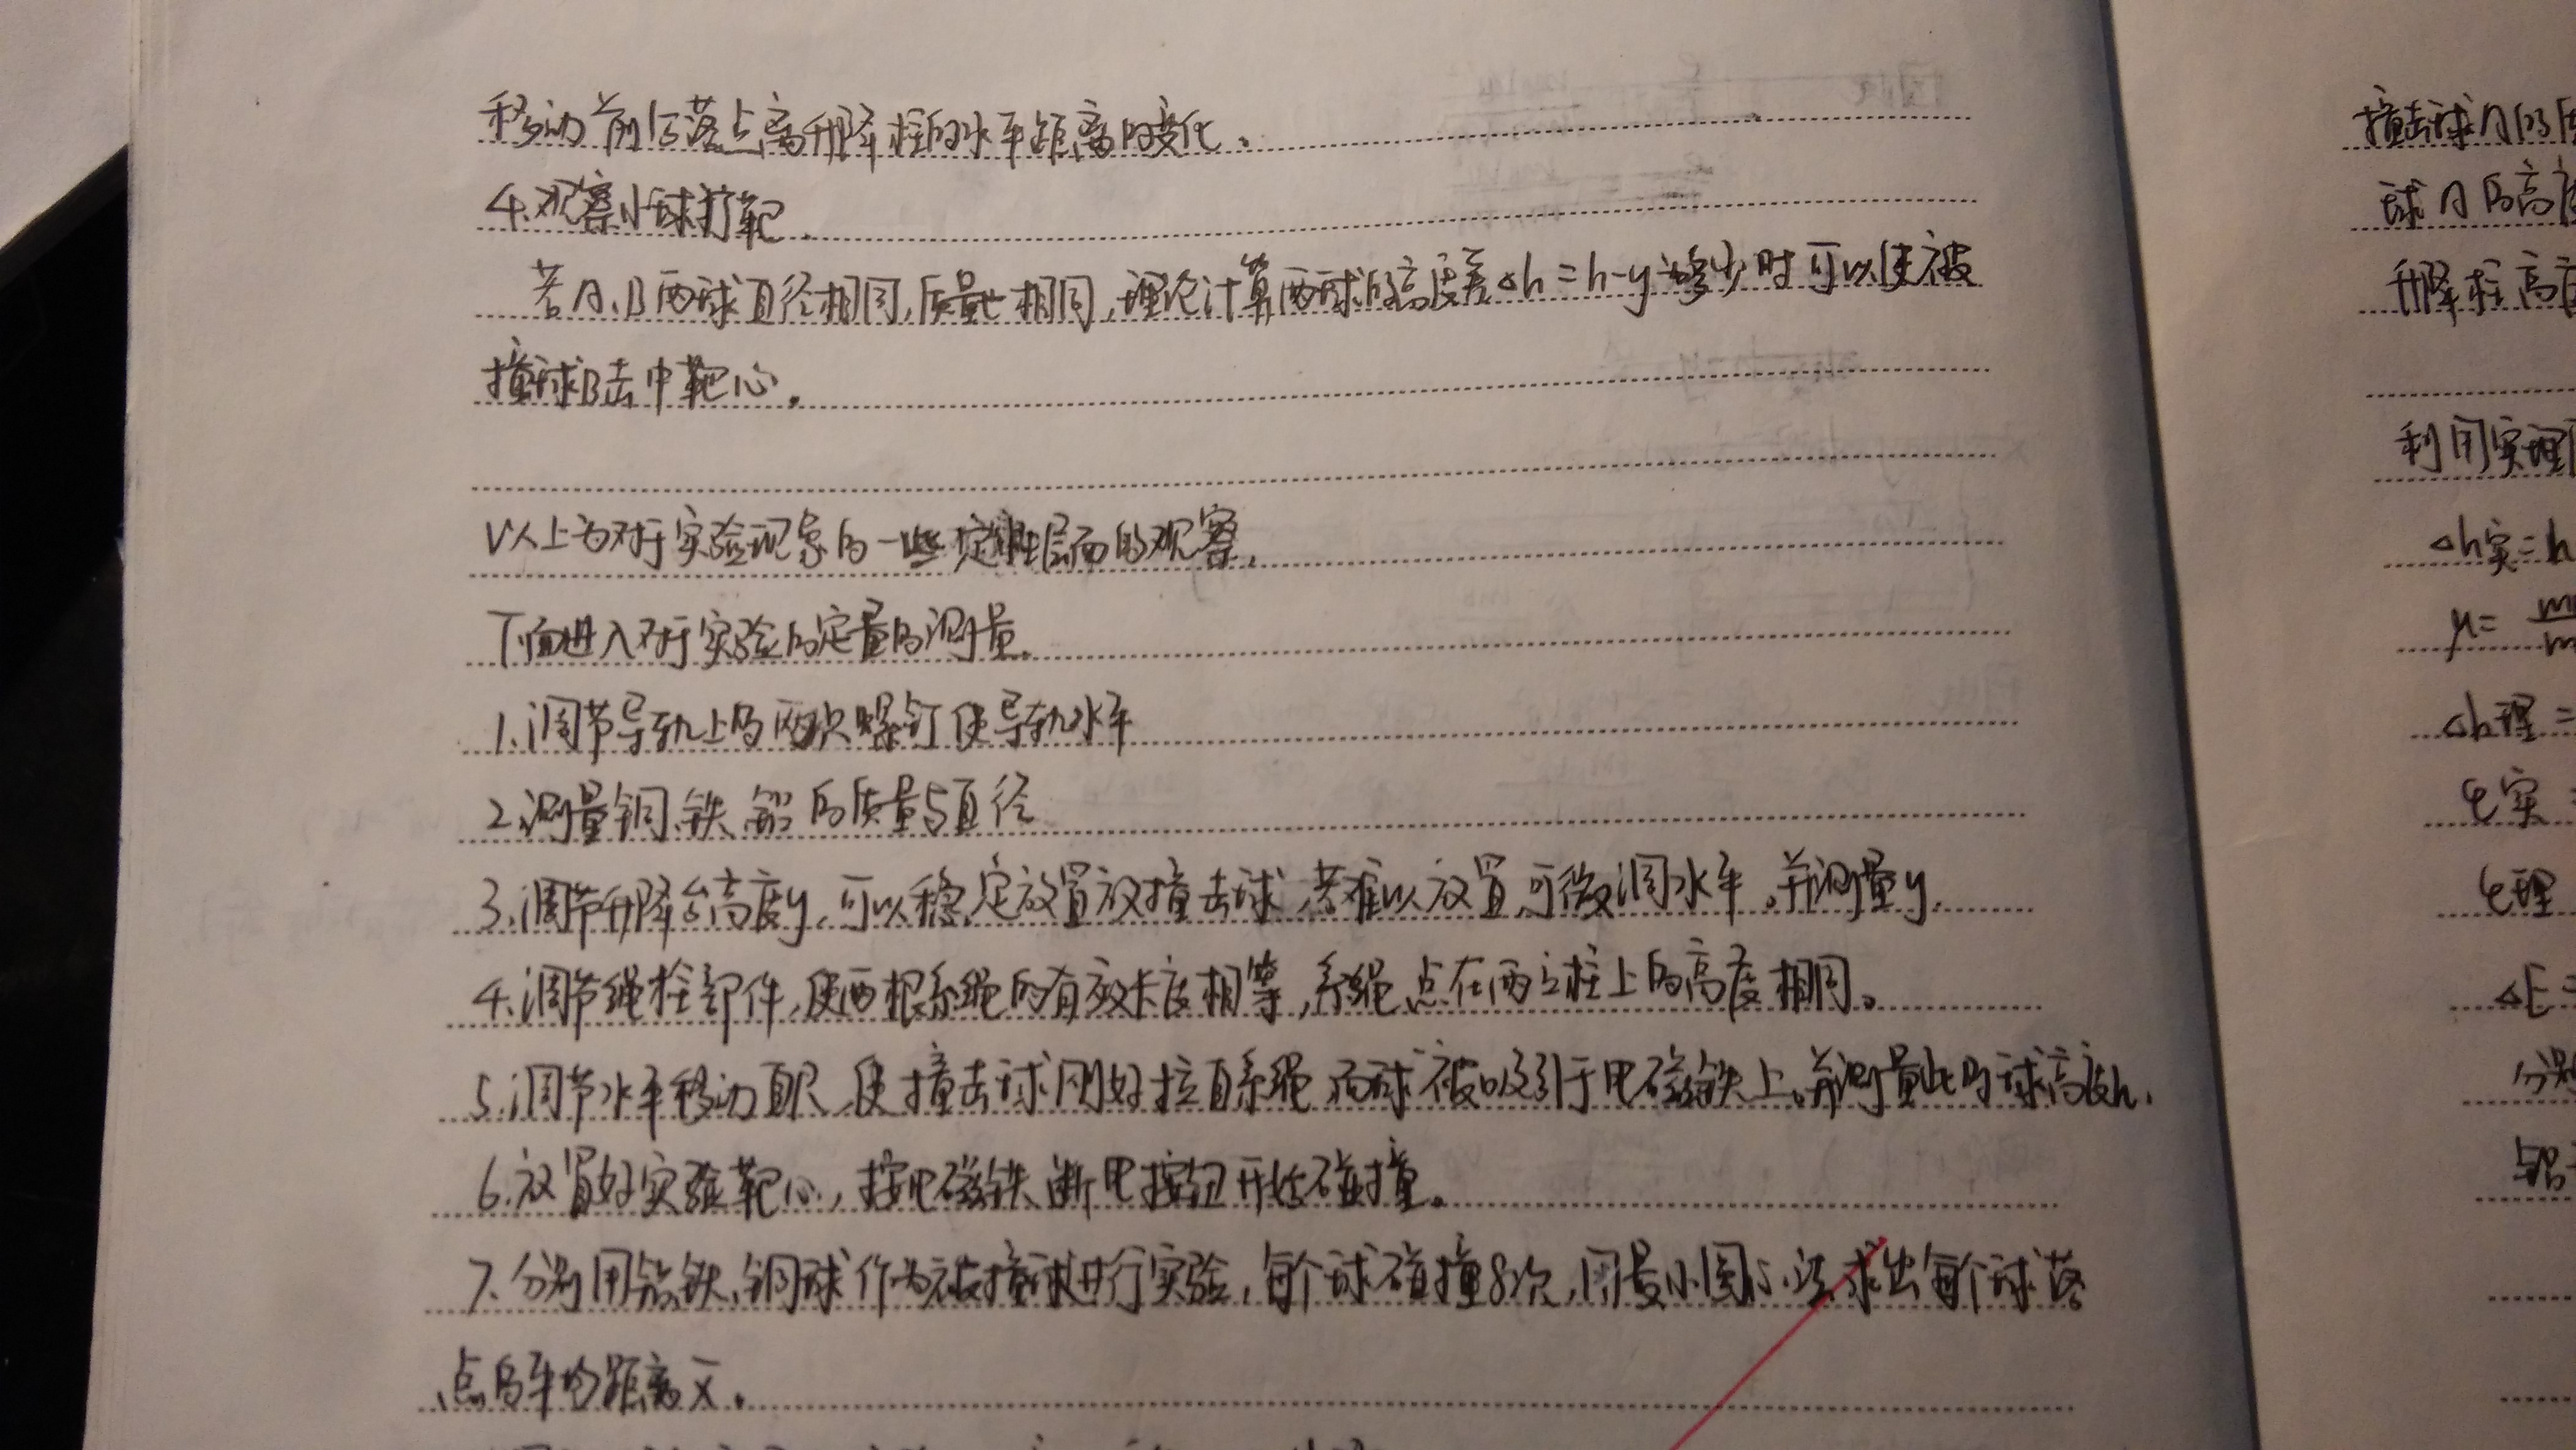 移动前后落点离升降柱的水平距离的变化。
4.观察小球打靶.
若A、B两球直径相同,质量也相同,理论计算两球的高度差△h=h-y为多少时可以使被
撞球B击中靶心.
以上为对于实验现象的一些定性层面的观察.
下面进入对于实验的定量的测量.
1.调节导轨上的两只螺钉使导轨水平
2.测量铜、铁、铝的质量与直径
3.调节升降台高度y,可以稳定放置被撞击球,若难以放置,可微调水平,并测量y.
4.调节绳栓部件,使两根系绳的有效长度相等,系绳点在两立柱上的高度相同。
5.调节水平移动直尺,使撞击球刚好拉直系绳而球被吸引于电磁铁上,并测量此时球高度h.
6.放置好实验靶心,按电磁铁断电按钮开始碰撞。
7.分别用铝、铁、铜球作为被撞球进行实验,每个球碰撞8次,用最小圆心法求出每个球落
点的平均距离x̄。
撞击球A的
球A的高度
升降柱高度
利用实
△h实=h
μ=
△h理=
E实
E理
△E=
分别